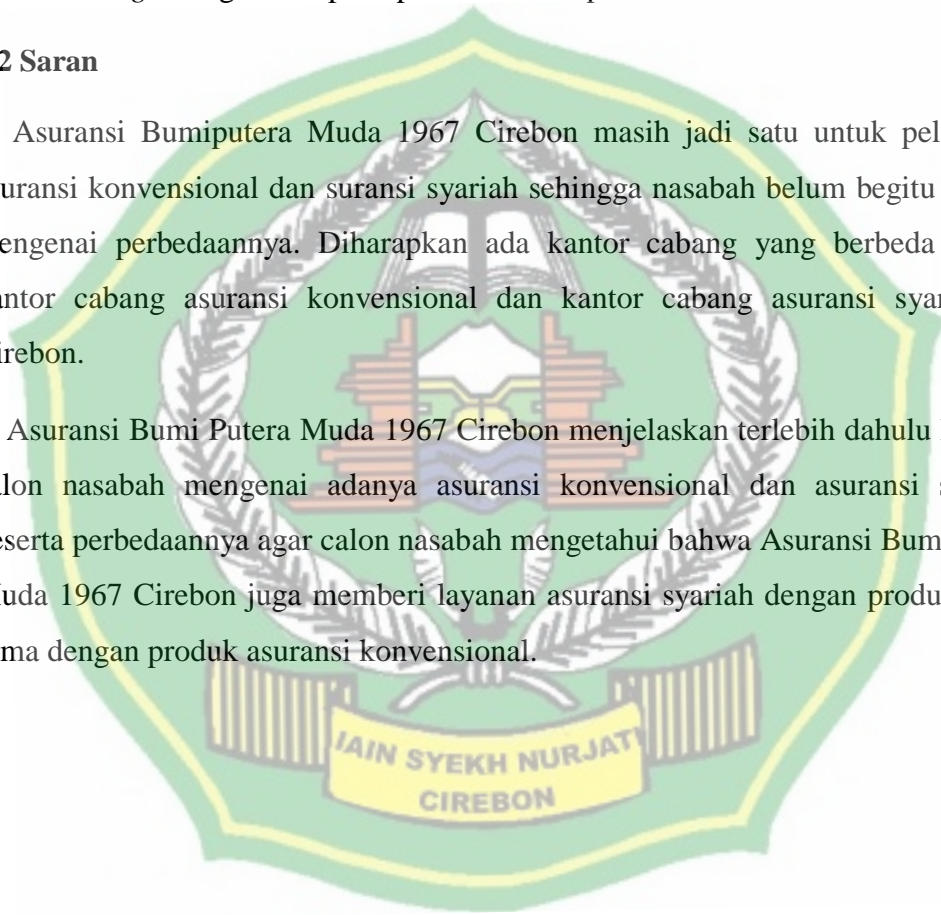 2 Saran
Asuransi Bumiputera Muda 1967 Cirebon masih jadi satu untuk pel
uransi konvensional dan suransi syariah sehingga nasabah belum begitu
engenai perbedaannya. Diharapkan ada kantor cabang yang berbeda
antor cabang asuransi konvensional dan kantor cabang asuransi syar
irebon.
Asuransi Bumi Putera Muda 1967 Cirebon menjelaskan terlebih dahulu
alon nasabah mengenai adanya asuransi konvensional dan asuransi s
eserta perbedaannya agar calon nasabah mengetahui bahwa Asuransi Bum
uda 1967 Cirebon juga memberi layanan asuransi syariah dengan produ
ma dengan produk asuransi konvensional.
IAIN SYEKH NURJATI
CIREBON